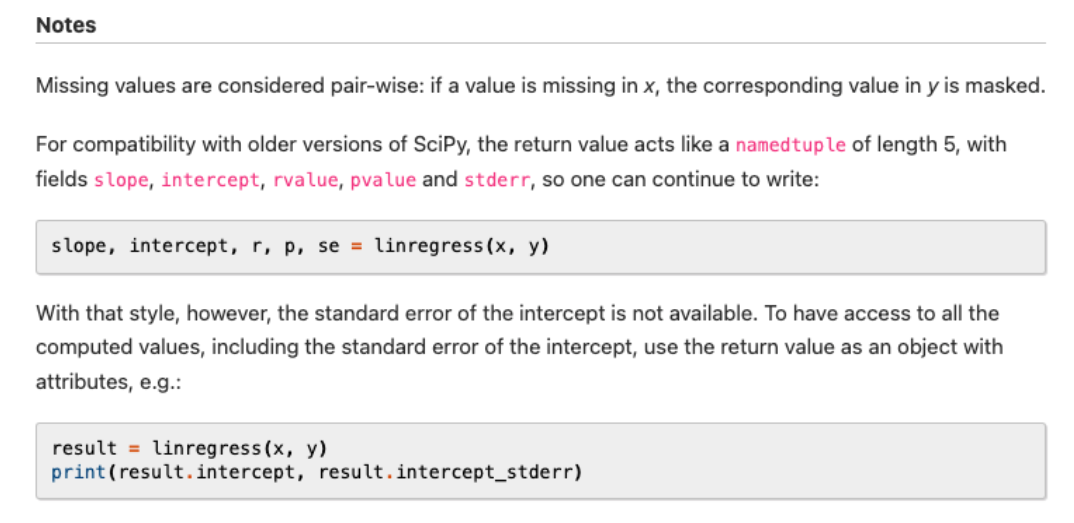 Notes
Missing values are considered pair-wise: if a value is missing in x, the corresponding value in y is masked.
For compatibility with older versions of SciPy, the return value acts like a namedtuple of length 5, with
fields slope, intercept, rvalue, pvalue and stderr, so one can continue to write:
slope, intercept, r, p, se = linregress(x, y)
With that style, however, the standard error of the intercept is not available. To have access to all the
computed values, including the standard error of the intercept, use the return value as an object with
attributes, e.g.:
result = linregress(x, y)
print(result.intercept, result.intercept_stderr)